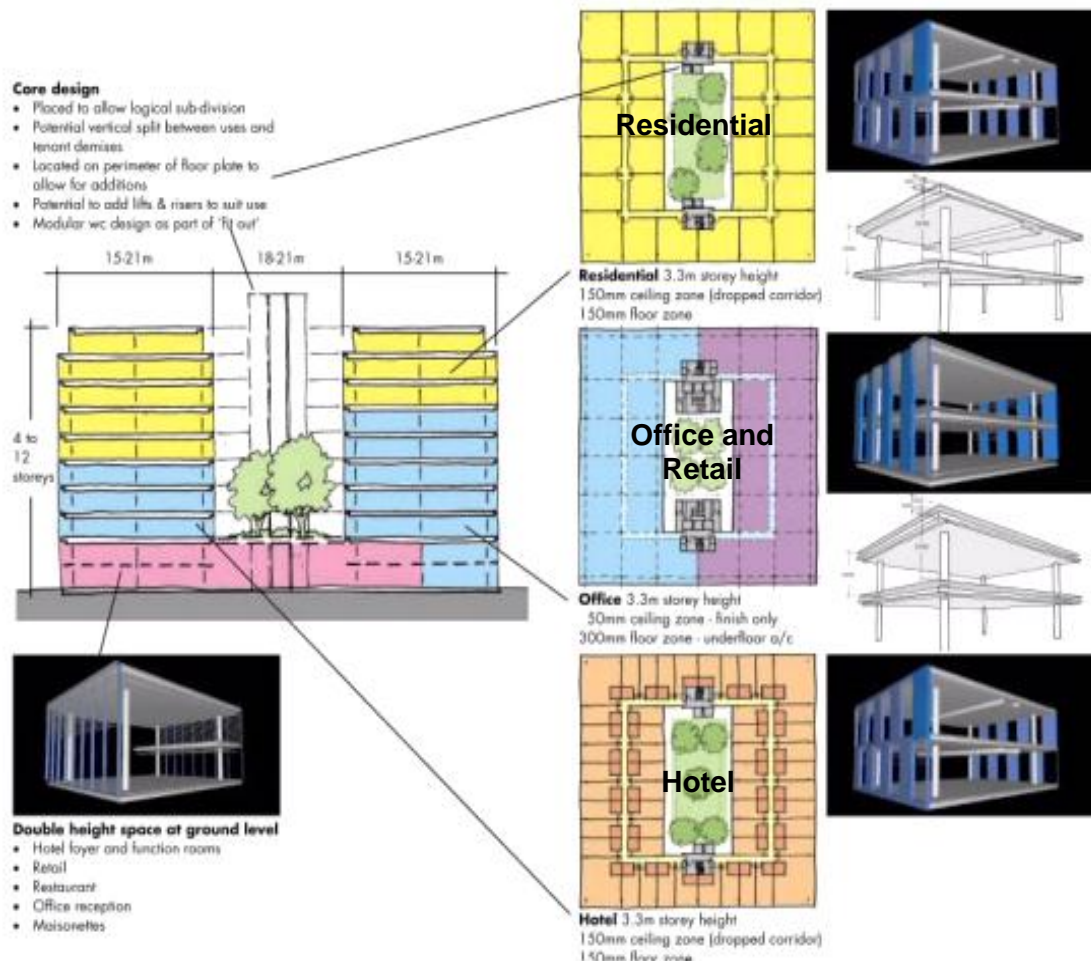 Core design
• Placed to allow logical sub-division
• Potential vertical split between uses and
tenant demises
• Located on perimeter of floor plate to
allow for additions
• Potential to add lifts & risers to suit use
• Modular wc design as part of 'fit out'
15-21m
18-21m
15-21m
4 to
12
storeys
Double height space at ground level
• Hotel foyer and function rooms
• Retail
• Restaurant
• Office reception
• Maisonettes
Residential
Residential 3.3m storey height
150mm ceiling zone (dropped corridor)
150mm floor zone
Office and
Retail
Office 3.3m storey height
50mm ceiling zone - finish only
300mm floor zone - underfloor a/c
Hotel
Hotel 3.3m storey height
150mm ceiling zone (dropped corridor)
150mm floor zone